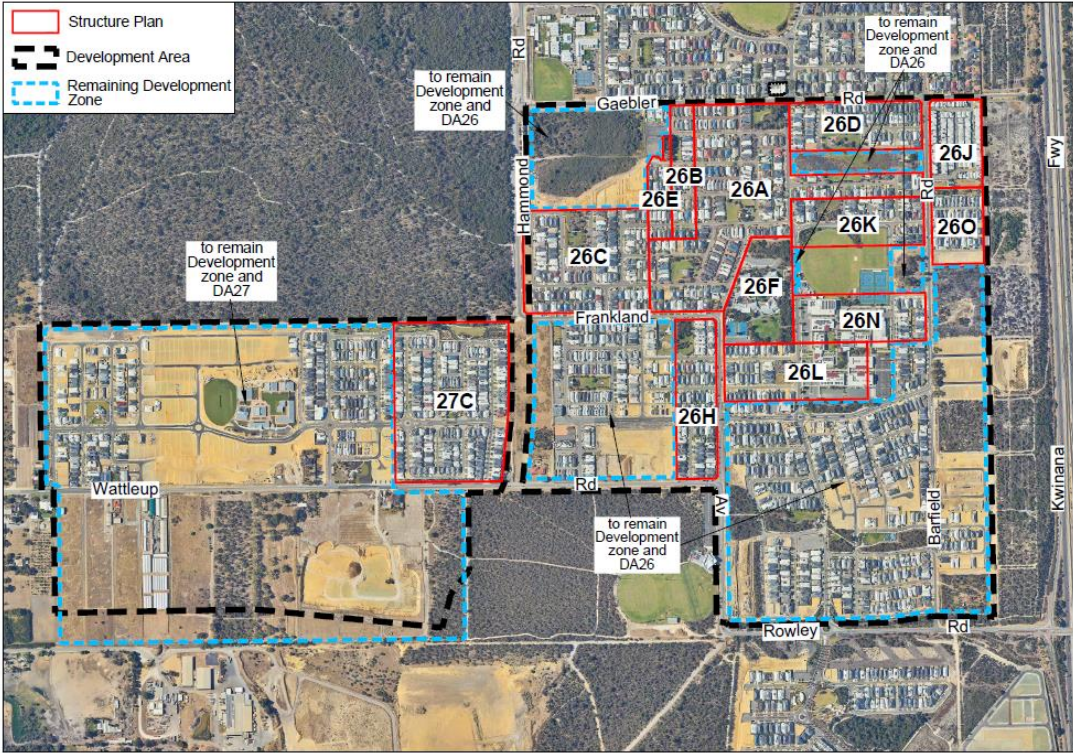 Structure Plan
Development Area
Remaining Development
Zone
to remain
Development
zone and
DA26
to remain
Development
zone and
DA26
Rd
Gaebler
Rd
Fwy
26D
26J
26B
26A
Rd
26E
Hammond
26K
26O
26C
to remain
Development
zone and
DA27
26F
Frankland
26N
26L
27C
26H
Wattleup
Rd
Av
Kwinana
Barfield
to remain
Development
zone and
DA26
Rowley
Rd